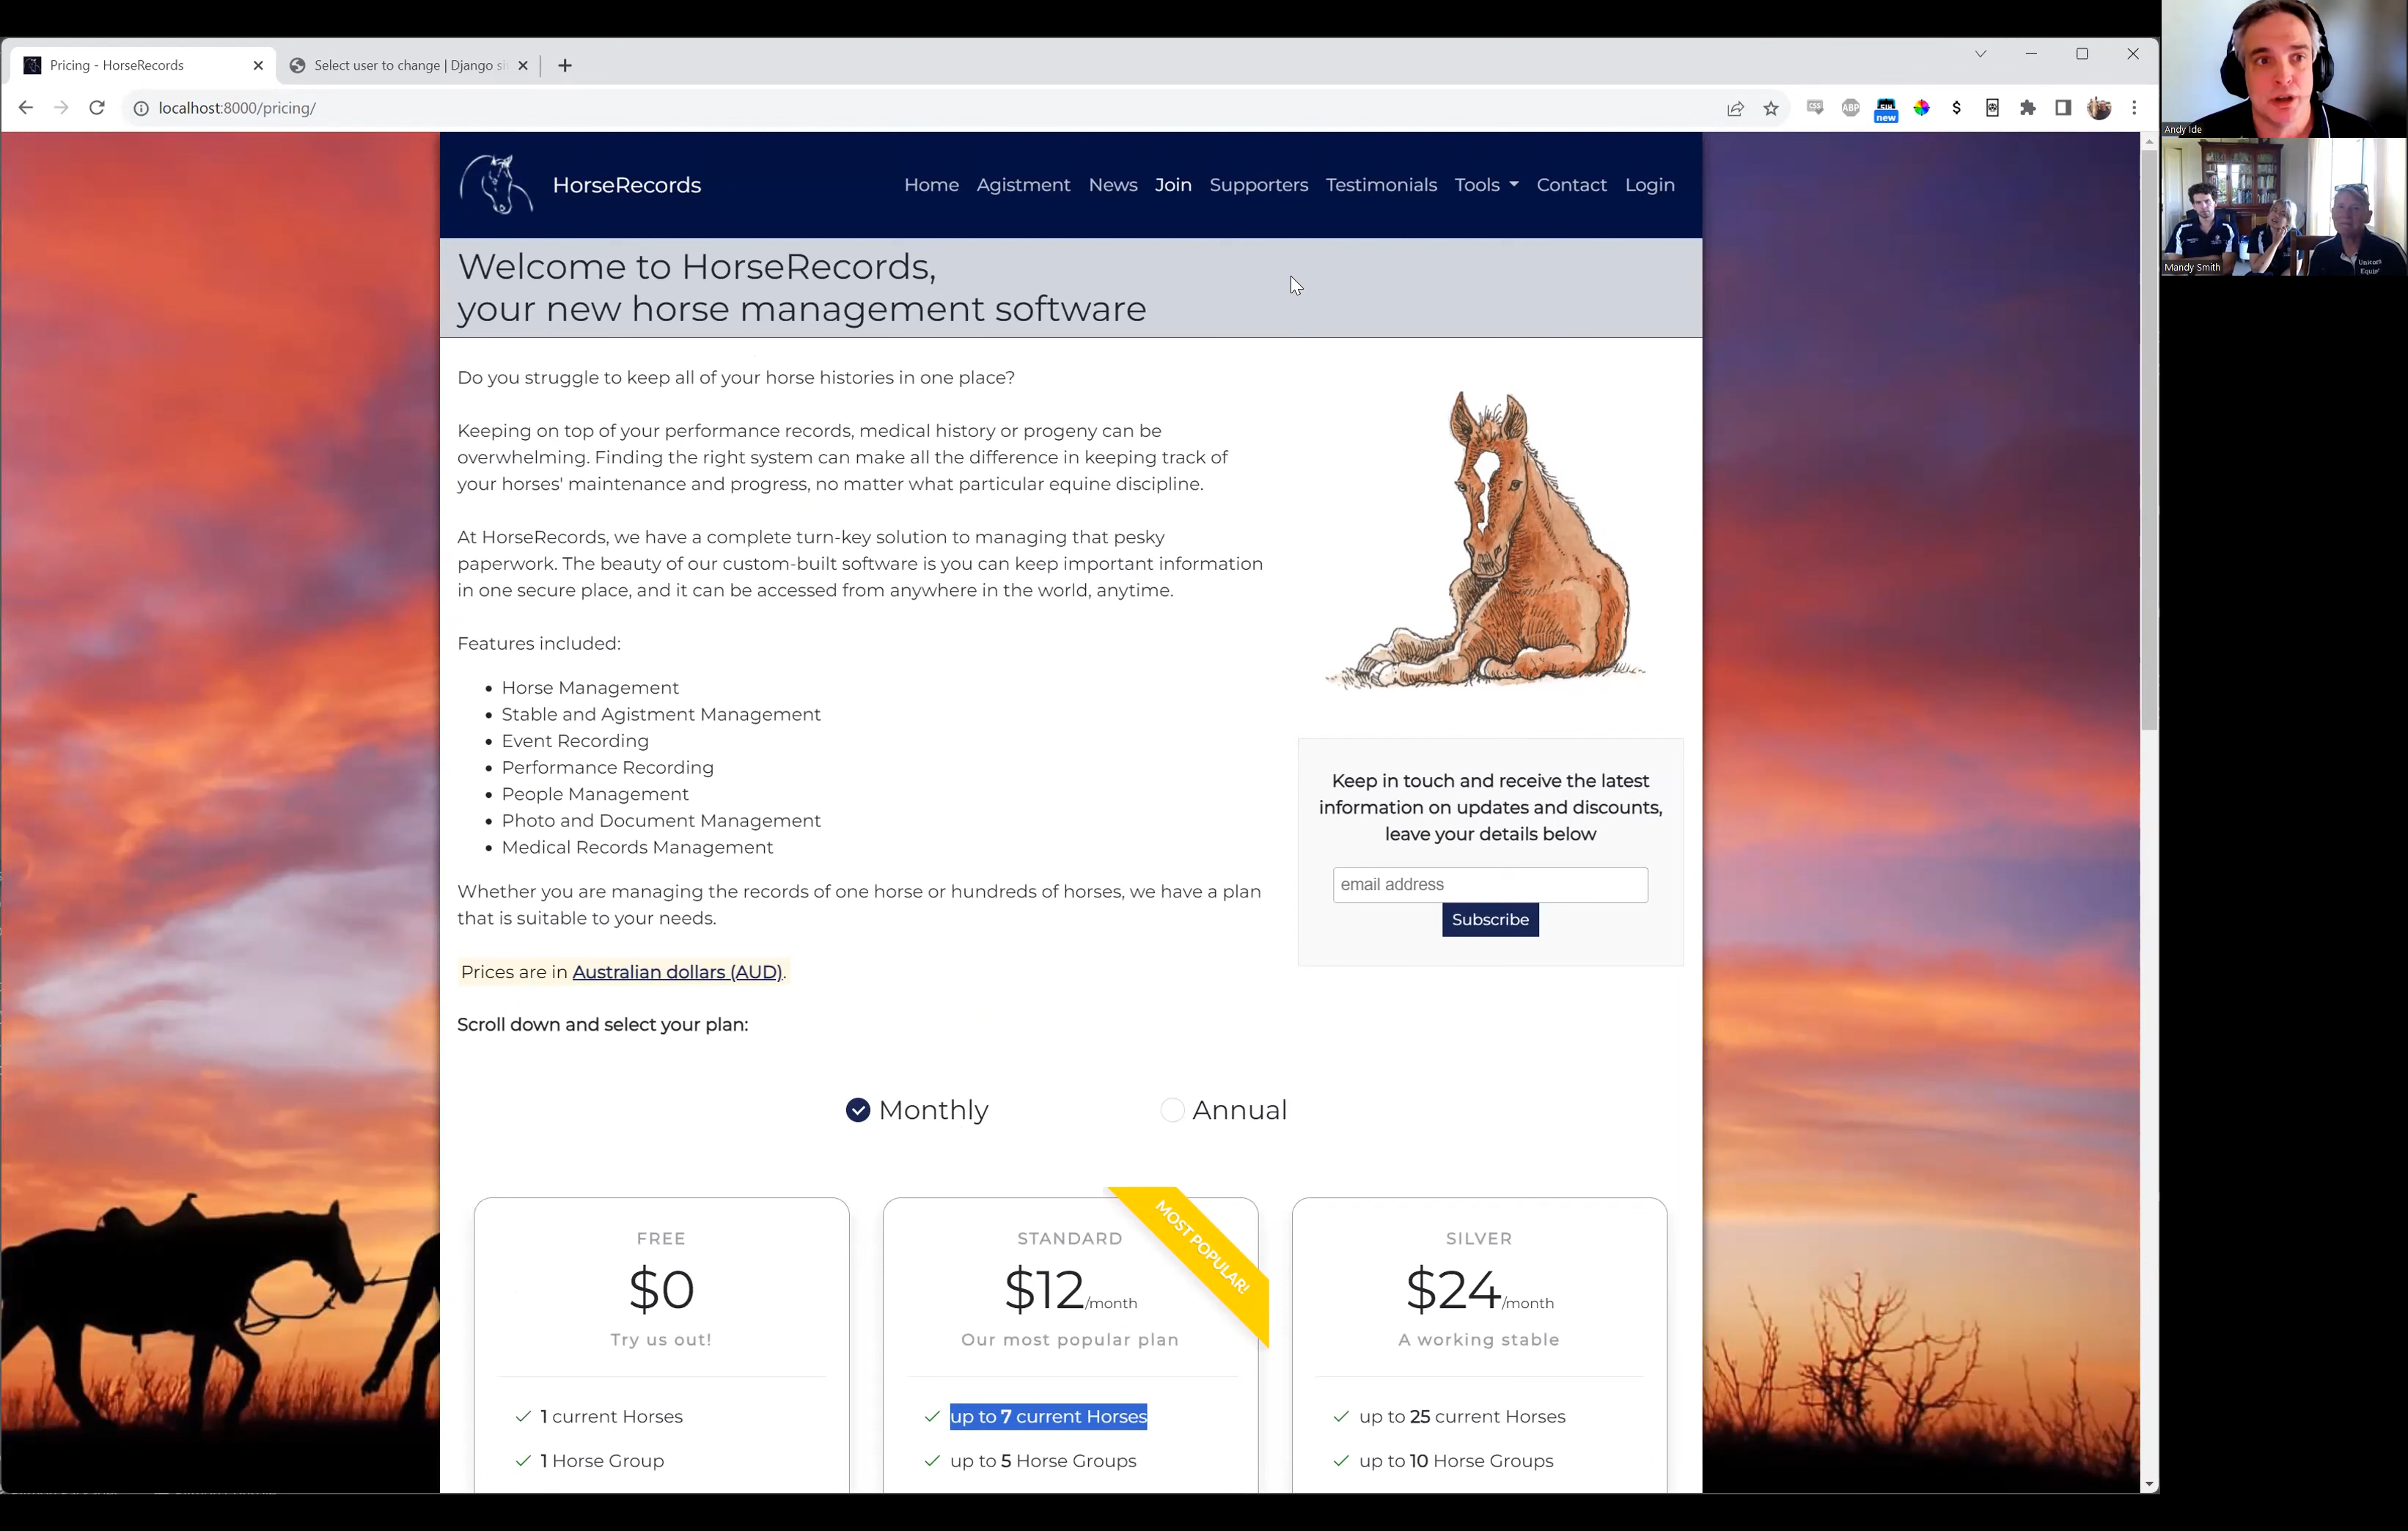 Pricing - HorseRecords
Select user to change | Django si
localhost:8000/pricing/
CSS
ABP
new
$
Andy Ide
Mandy Smith
Unicorn
HorseRecords
Home Agistment News Join Supporters Testimonials Tools Contact Login
Welcome to HorseRecords,
your new horse management software
Do you struggle to keep all of your horse histories in one place?
Keeping on top of your performance records, medical history or progeny can be
overwhelming. Finding the right system can make all the difference in keeping track of
your horses' maintenance and progress, no matter what particular equine discipline.
At HorseRecords, we have a complete turn-key solution to managing that pesky
paperwork. The beauty of our custom-built software is you can keep important information
in one secure place, and it can be accessed from anywhere in the world, anytime.
Features included:
Horse Management
Stable and Agistment Management
Event Recording
Performance Recording
People Management
Photo and Document Management
Medical Records Management
Whether you are managing the records of one horse or hundreds of horses, we have a plan
that is suitable to your needs.
Prices are in Australian dollars (AUD).
Scroll down and select your plan:
Keep in touch and receive the latest
information on updates and discounts,
leave your details below
email address
Subscribe
Monthly
Annual
FREE
$0
Try us out!
1 current Horses
1 Horse Group
MOST POPULAR!
STANDARD
$12/month
Our most popular plan
up to 7 current Horses
up to 5 Horse Groups
SILVER
$24/month
A working stable
up to 25 current Horses
up to 10 Horse Groups